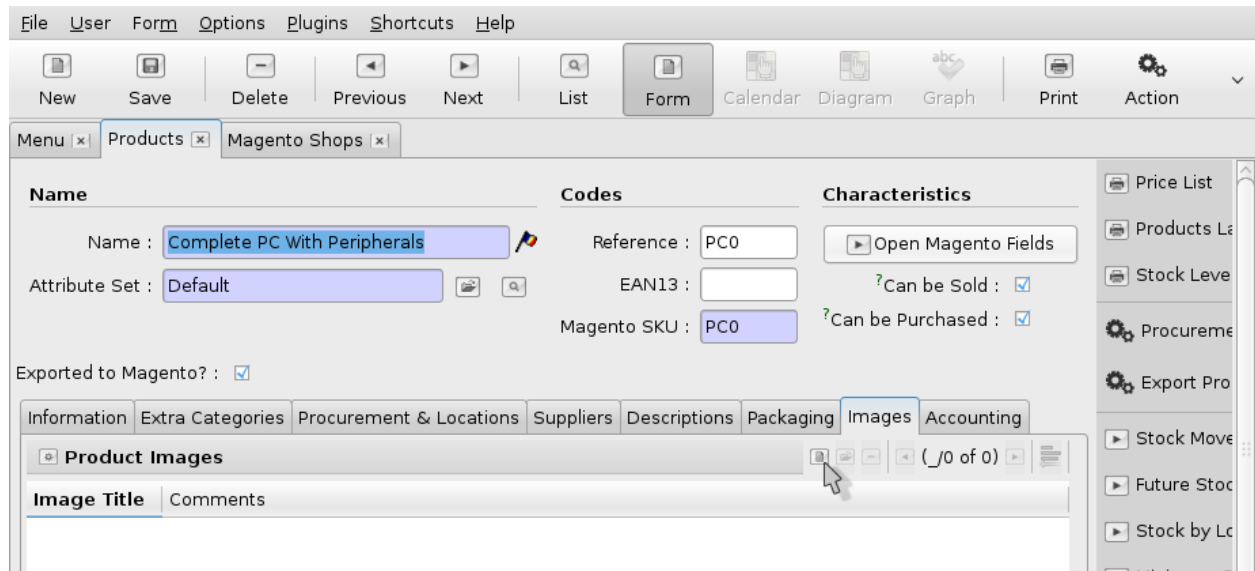 File User Form Options Plugins Shortcuts Help
New Save Delete Previous Next List Form Calendar Diagram abc Graph Print Action
Menu Products Magento Shops
Name Codes Characteristics Price List
Name : Complete PC With Peripherals Reference : PC0 Open Magento Fields Products La
Attribute Set : Default EAN13 : ?Can be Sold : Stock Leve
Magento SKU : PC0 ?Can be Purchased : Procureme
Exported to Magento? : Export Pro
Information Extra Categories Procurement & Locations Suppliers Descriptions Packaging Images Accounting
Product Images (_/0 of 0) Stock Move
Image Title Comments Future Stoc
Stock by Lo